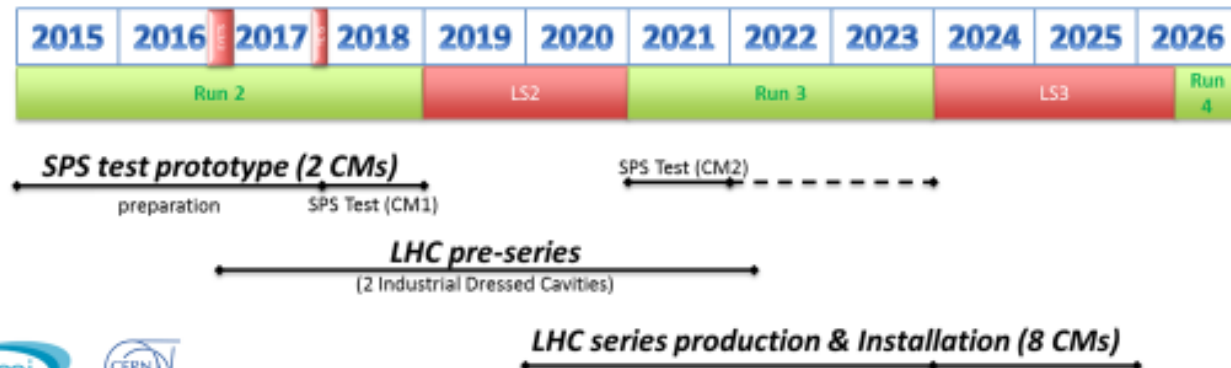 2015 2016 2017 2018 2019 2020 2021 2022 2023 2024 2025 2026
Run 2 LS2 Run 3 LS3 Run
4
SPS test prototype (2 CMs) SPS Test (CM2)
preparation SPS Test (CM1)
LHC pre-series
(2 Industrial Dressed Cavities)
LHC series production & Installation (8 CMs)
CERN